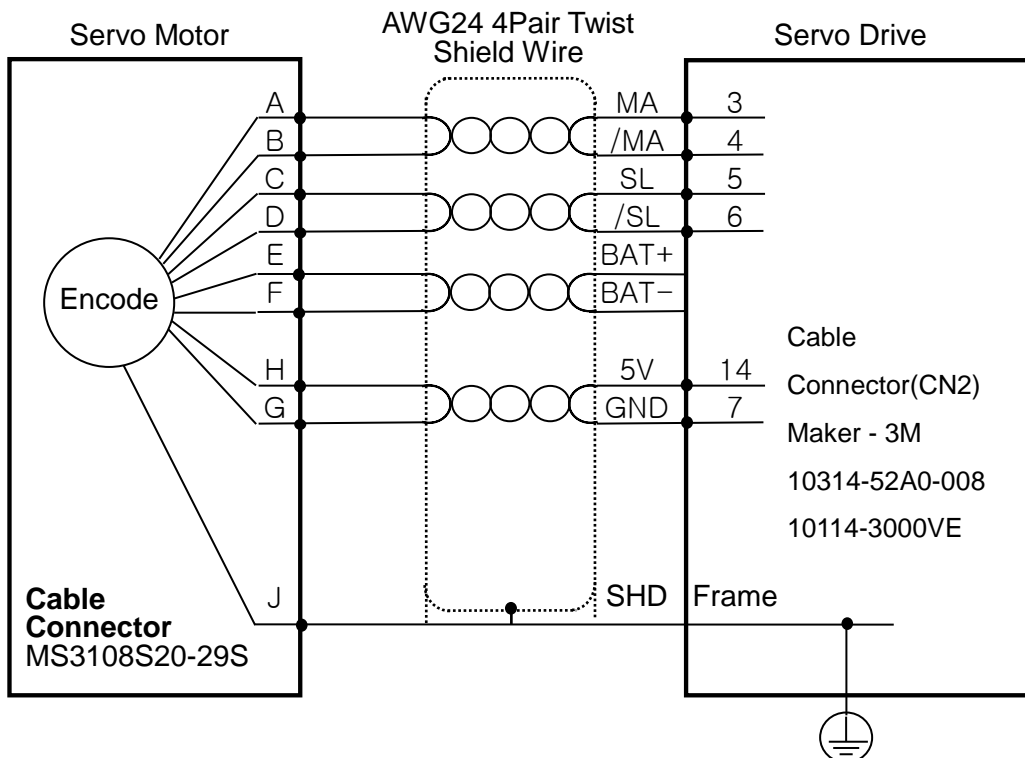 Servo Motor
AWG24 4Pair Twist
Shield Wire
Servo Drive
A
MA
3
B
/MA
4
C
SL
5
D
/SL
6
E
BAT+
F
BAT-
Encode
H
5V
14
G
GND
7
Cable
Connector(CN2)
Maker - 3M
10314-52A0-008
10114-3000VE
J
SHD
Frame
Cable
Connector
MS3108S20-29S